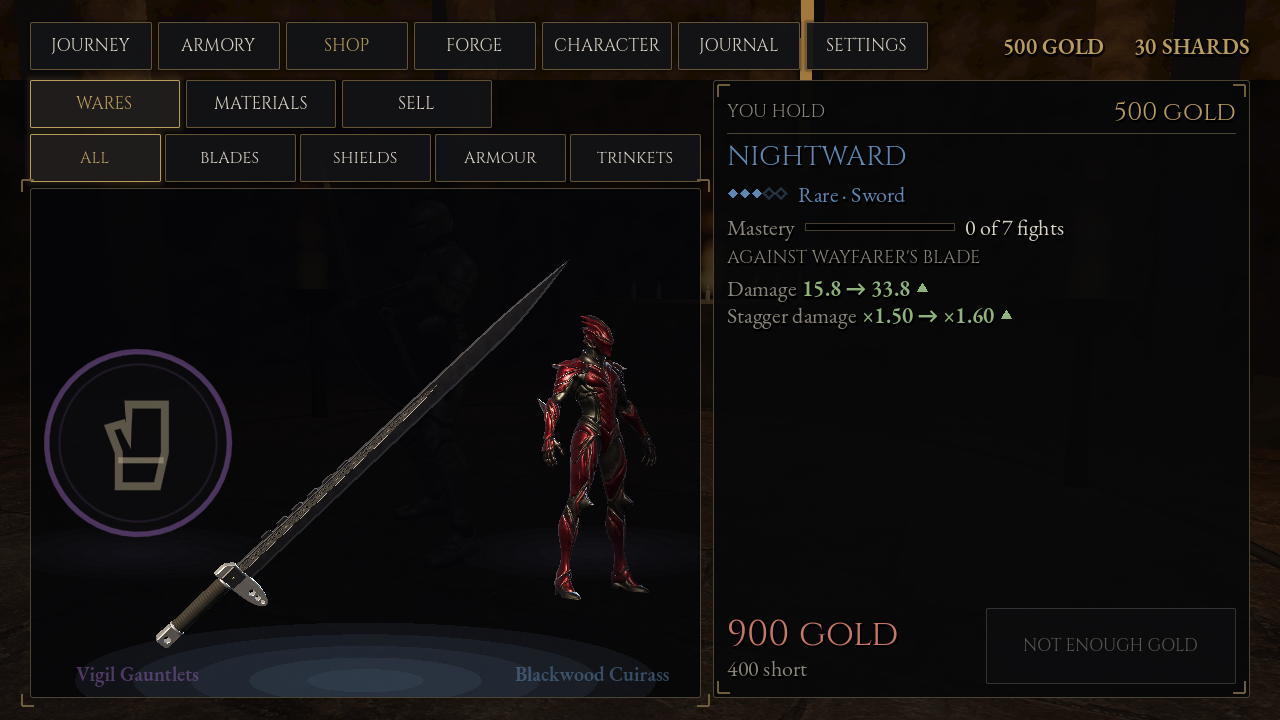 JOURNEY ARMORY SHOP FORGE CHARACTER JOURNAL SETTINGS 500 GOLD 30 SHARDS
WARES MATERIALS SELL
ALL BLADES SHIELDS ARMOUR TRINKETS
Vigil Gauntlets Blackwood Cuirass
YOU HOLD 500 GOLD
NIGHTWARD
Rare · Sword
Mastery 0 of 7 fights
AGAINST WAYFARER'S BLADE
Damage 15.8 → 33.8
Stagger damage ×1.50 → ×1.60
900 GOLD
400 short
NOT ENOUGH GOLD